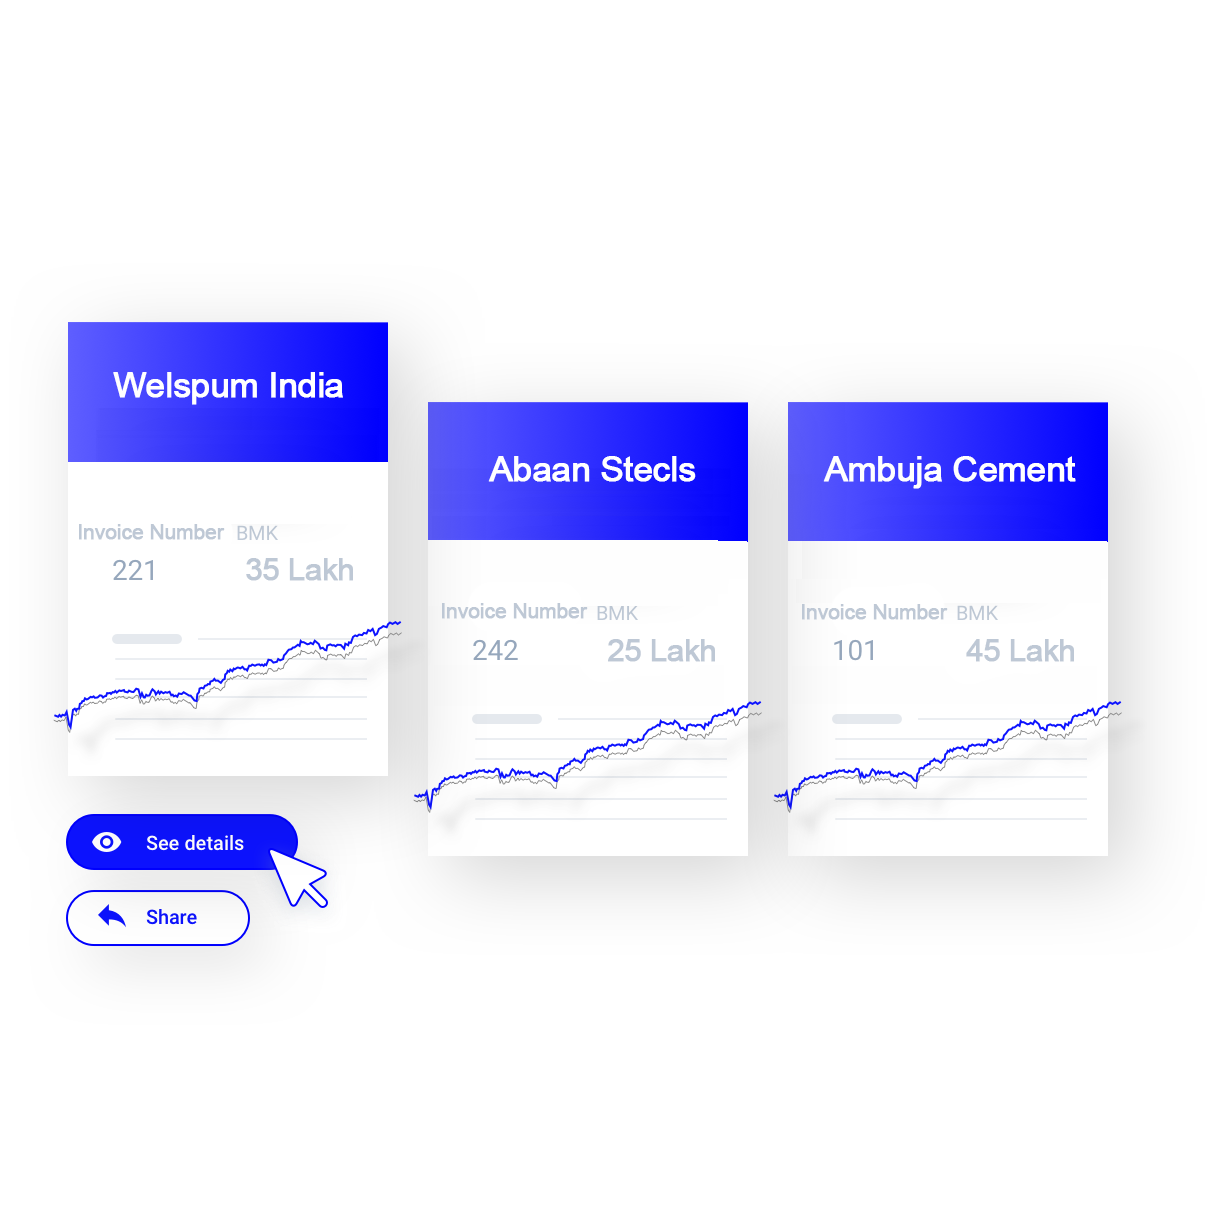 Welspum India
Invoice Number BMK
221 35 Lakh
See details
Share
Abaan Stecls
Invoice Number BMK
242 25 Lakh
Ambuja Cement
Invoice Number BMK
101 45 Lakh